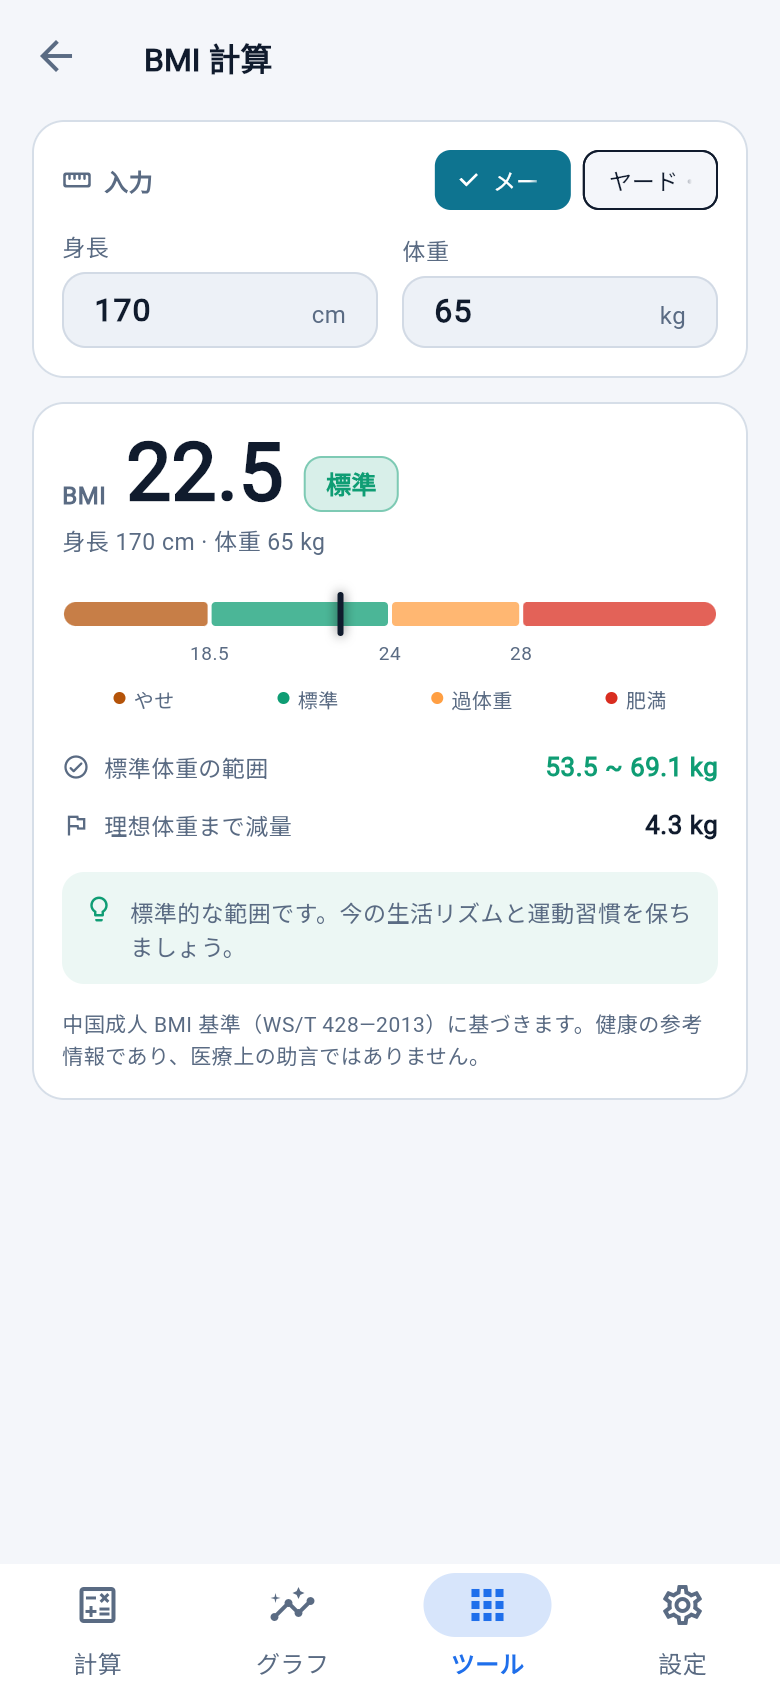 BMI 計算
入力
メー
ヤード
身長
体重
170 cm
65 kg
BMI 22.5 標準
身長 170 cm · 体重 65 kg
18.5 24 28
やせ 標準 過体重 肥満
標準体重の範囲 53.5 ~ 69.1 kg
理想体重まで減量 4.3 kg
標準的な範囲です。今の生活リズムと運動習慣を保ち
ましょう。
中国成人 BMI 基準（WS/T 428—2013）に基づきます。健康の参考
情報であり、医療上の助言ではありません。
計算 グラフ ツール 設定